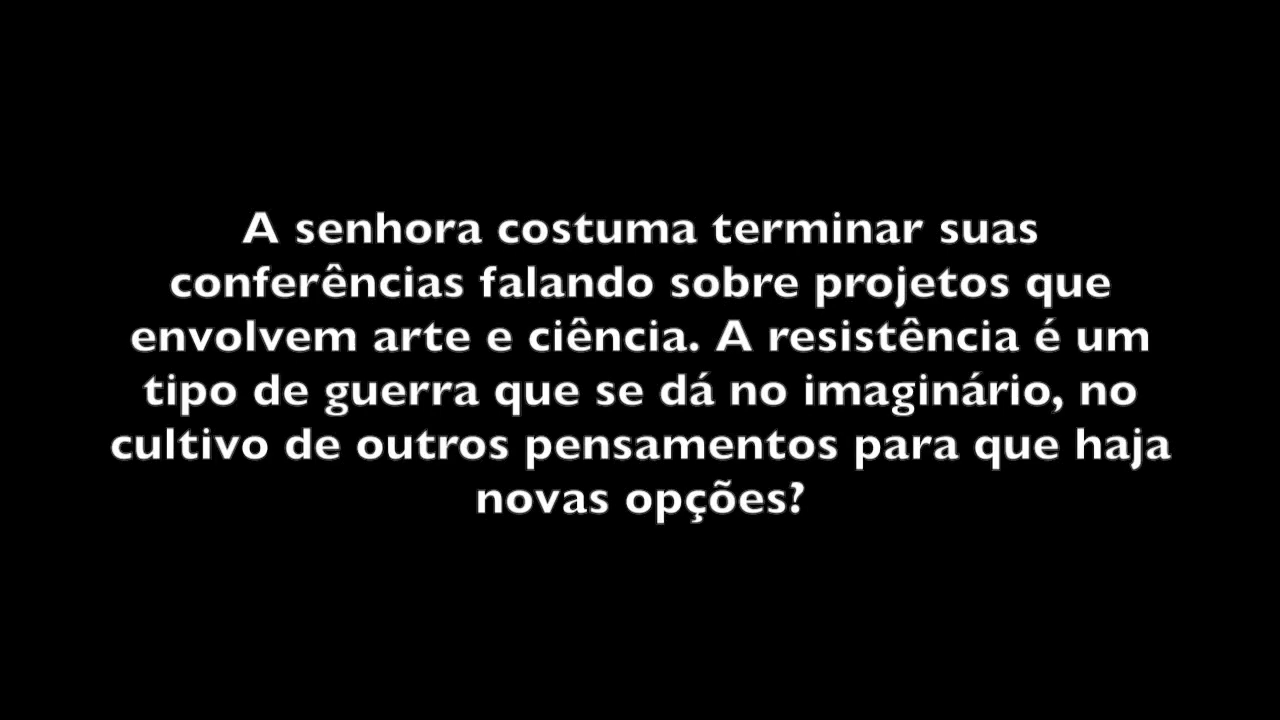 A senhora costuma terminar suas
conferências falando sobre projetos que
envolvem arte e ciência. A resistência é um
tipo de guerra que se dá no imaginário, no
cultivo de outros pensamentos para que haja
novas opções?